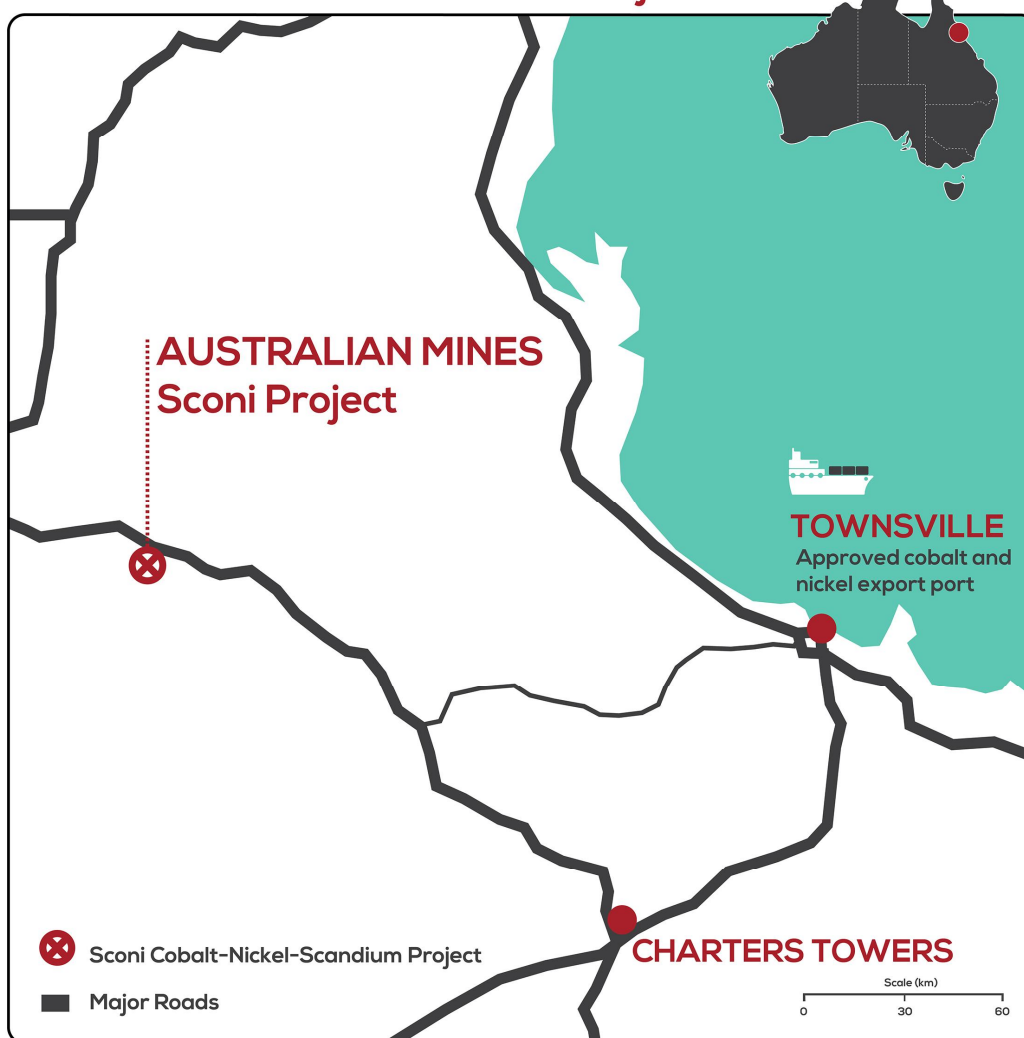 AUSTRALIAN MINES
Sconi Project
TOWNSVILLE
Approved cobalt and
nickel export port
CHARTERS TOWERS
Sconi Cobalt-Nickel-Scandium Project
Major Roads
Scale (km)
0 30 60